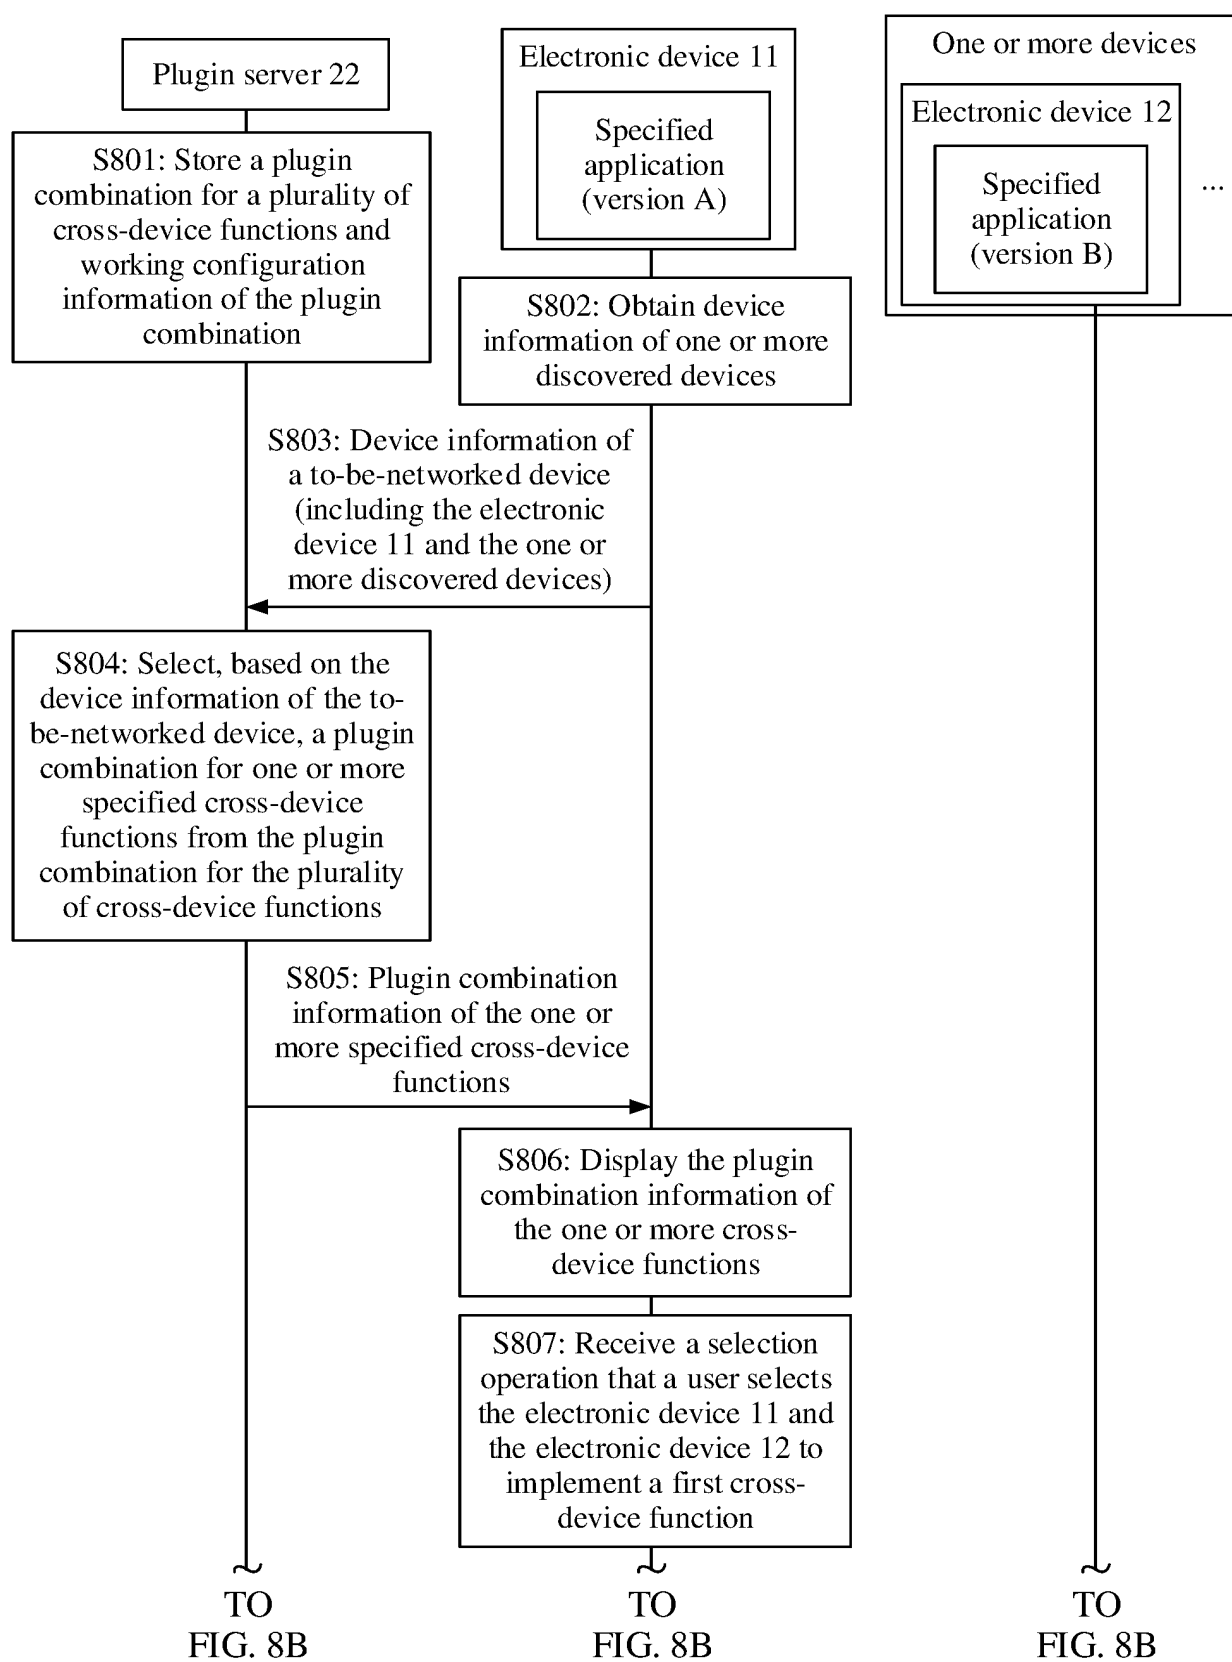 Plugin server 22
Electronic device 11
Specified
application
(version A)
One or more devices
Electronic device 12
Specified
application
(version B)
...
S801: Store a plugin
combination for a plurality of
cross-device functions and
working configuration
information of the plugin
combination
S802: Obtain device
information of one or more
discovered devices
S803: Device information of
a to-be-networked device
(including the electronic
device 11 and the one or
more discovered devices)
S804: Select, based on the
device information of the to-
be-networked device, a plugin
combination for one or more
specified cross-device
functions from the plugin
combination for the plurality
of cross-device functions
S805: Plugin combination
information of the one or
more specified cross-device
functions
S806: Display the plugin
combination information of
the one or more cross-
device functions
S807: Receive a selection
operation that a user selects
the electronic device 11 and
the electronic device 12 to
implement a first cross-
device function
TO
FIG. 8B
TO
FIG. 8B
TO
FIG. 8B